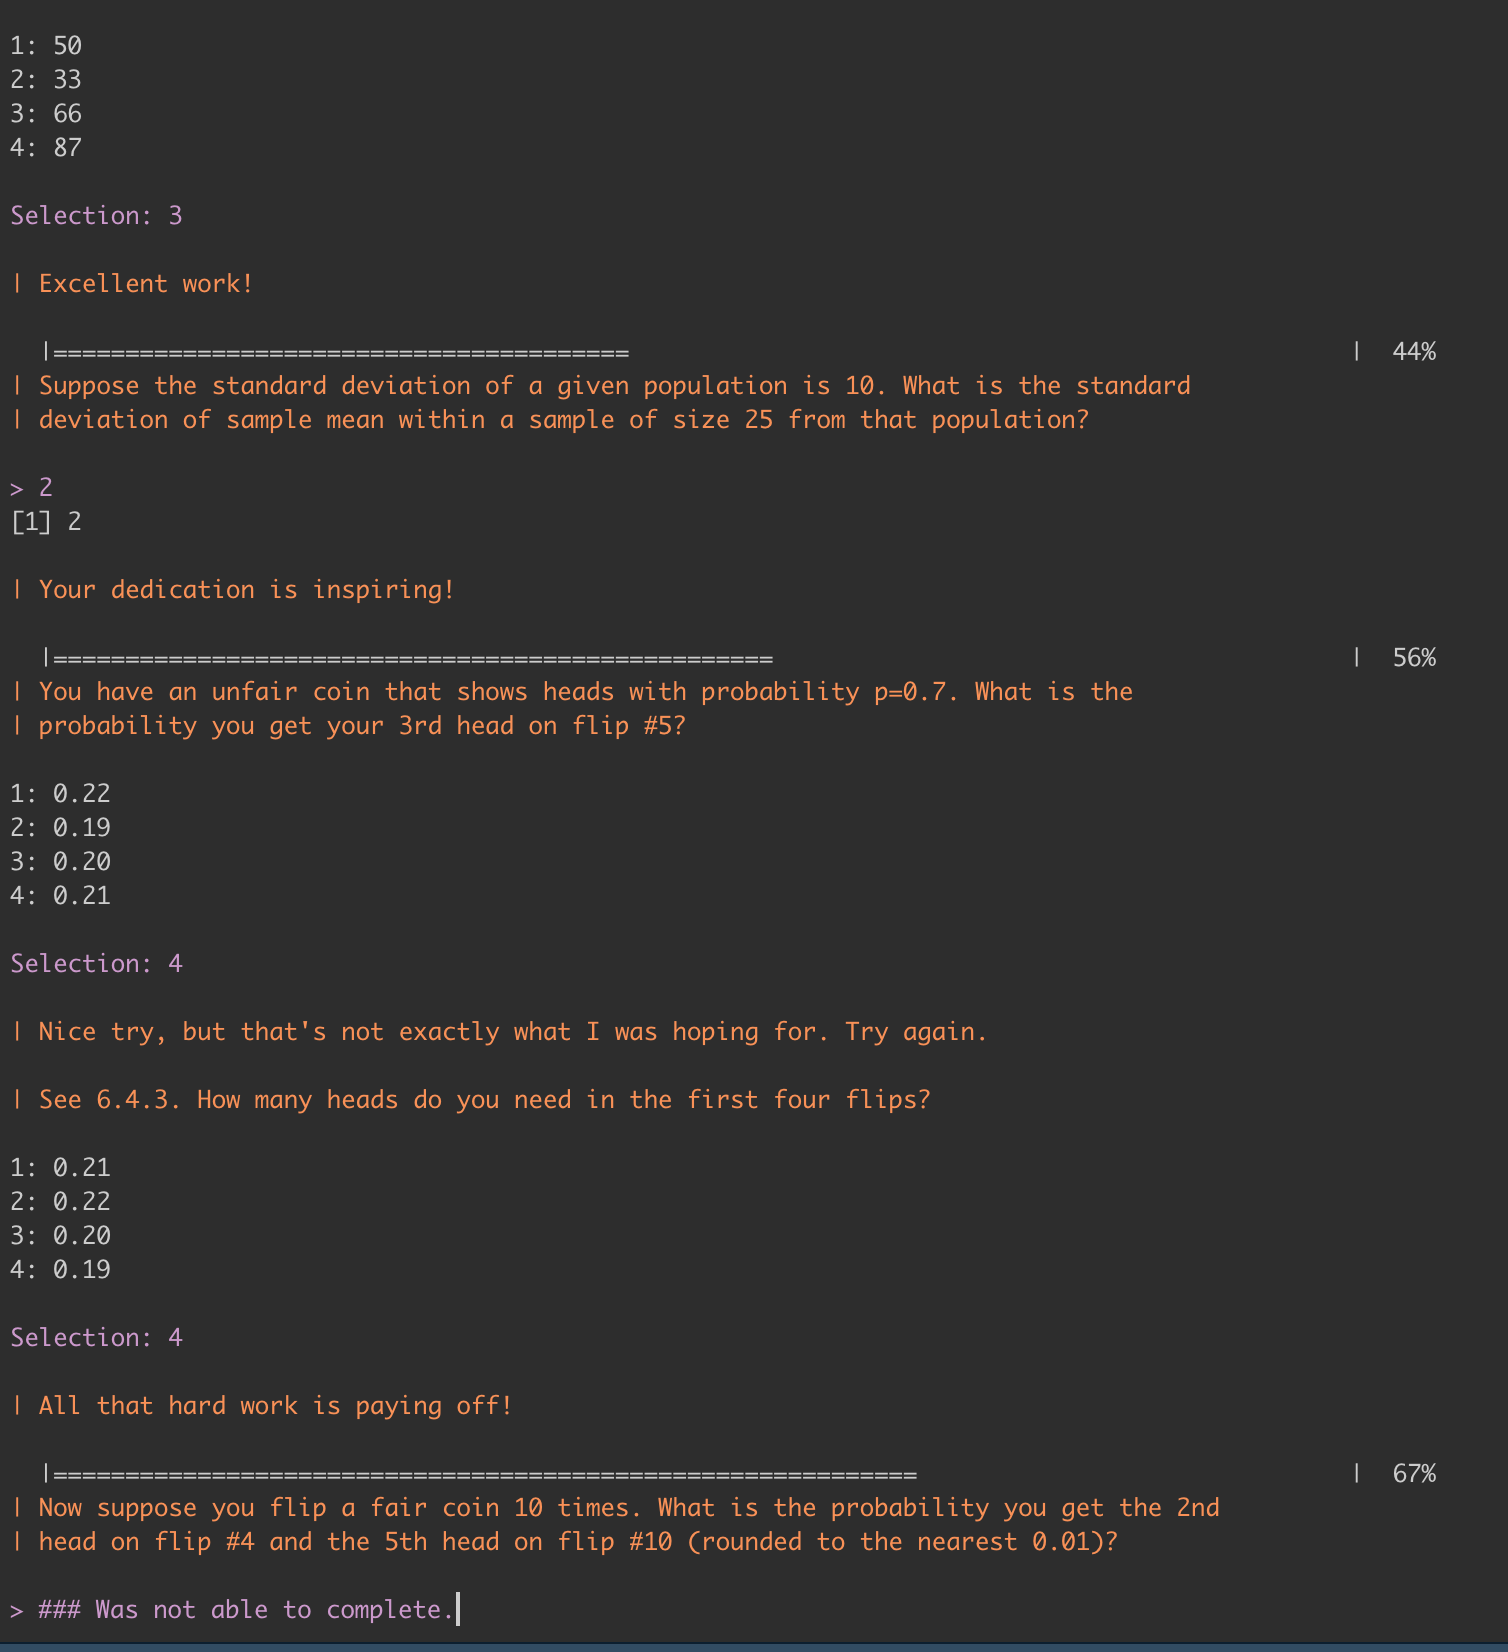 1: 50
2: 33
3: 66
4: 87
Selection: 3
| Excellent work!
|========================================                                                  |  44%
| Suppose the standard deviation of a given population is 10. What is the standard
| deviation of sample mean within a sample of size 25 from that population?
> 2
[1] 2
| Your dedication is inspiring!
|==================================================                                        |  56%
| You have an unfair coin that shows heads with probability p=0.7. What is the
| probability you get your 3rd head on flip #5?
1: 0.22
2: 0.19
3: 0.20
4: 0.21
Selection: 4
| Nice try, but that's not exactly what I was hoping for. Try again.
| See 6.4.3. How many heads do you need in the first four flips?
1: 0.21
2: 0.22
3: 0.20
4: 0.19
Selection: 4
| All that hard work is paying off!
|============================================================                              |  67%
| Now suppose you flip a fair coin 10 times. What is the probability you get the 2nd
| head on flip #4 and the 5th head on flip #10 (rounded to the nearest 0.01)?
> ### Was not able to complete.